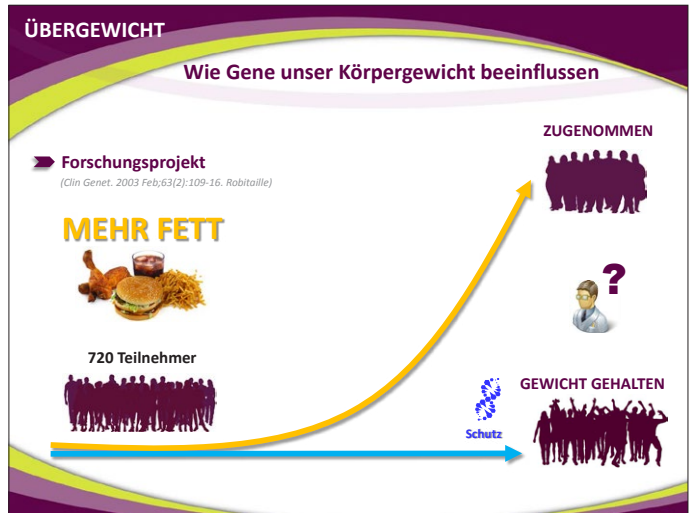 ÜBERGEWICHT
Wie Gene unser Körpergewicht beeinflussen
ZUGENOMMEN
Forschungsprojekt
(Clin Genet. 2003 Feb;63(2):109-16. Robitaille)
MEHR FETT
?
720 Teilnehmer
GEWICHT GEHALTEN
Schutz